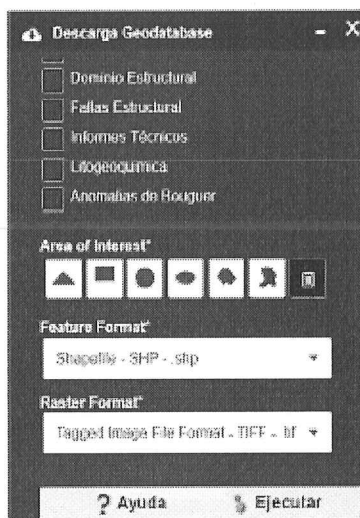 Descarga Geodatabase - X
Dominio Estructural
Fallas Estructural
Informes Técnicos
Litogeoquímica
Anomalías de Bouguer
Area of Interest*
Feature Format*
Shapefile - SHP - .shp
Raster Format*
Tagged Image File Format - TIFF - .tif
? Ayuda
Ejecutar